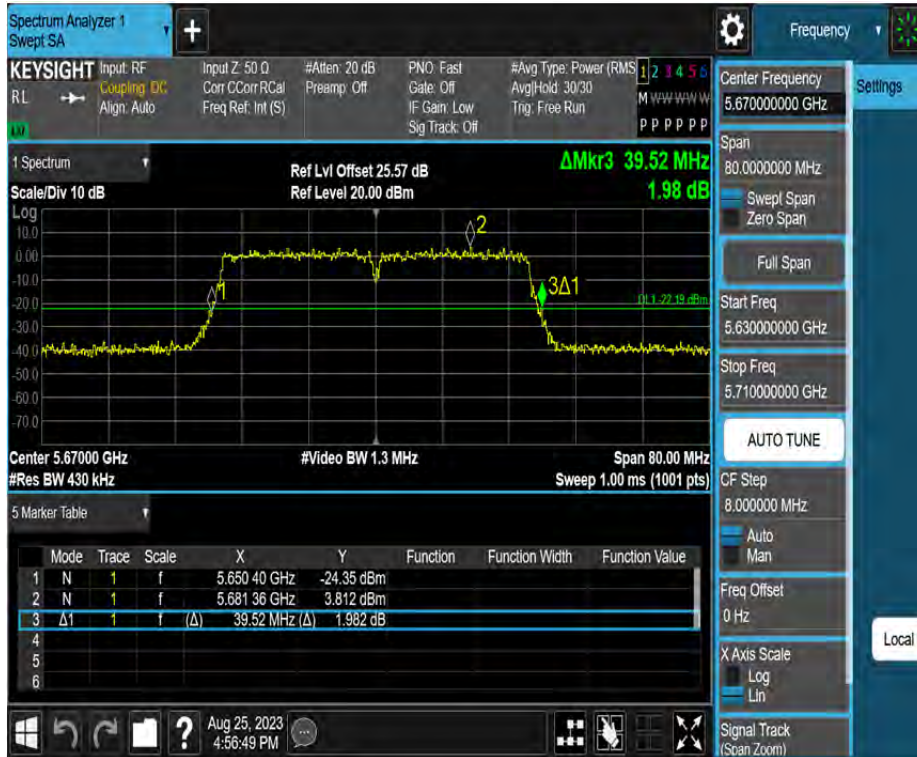 Spectrum Analyzer 1
Swept SA
Frequency
KEYSIGHT
RL
Input: RF
Coupling: DC
Align: Auto
Input Z: 50 Ω
Corr CCorr RCal
Freq Ref: Int (S)
#Atten: 20 dB
Preamp: Off
PNO: Fast
Gate: Off
IF Gain: Low
Sig Track: Off
#Avg Type: Power (RMS
Avg|Hold: 30/30
Trig: Free Run
1 2 3 4 5 6
M W W W W W
P P P P P P
1 Spectrum
Scale/Div 10 dB
Ref Lvl Offset 25.57 dB
Ref Level 20.00 dBm
ΔMkr3 39.52 MHz
1.98 dB
Log
10.0
0.00
-10.0
-20.0
-30.0
-40.0
-50.0
-60.0
-70.0
1
2
3Δ1
DL1 -22.19 dBm
Center 5.67000 GHz
#Video BW 1.3 MHz
Span 80.00 MHz
#Res BW 430 kHz
Sweep 1.00 ms (1001 pts)
5 Marker Table
Mode Trace Scale X Y Function Function Width Function Value
1 N 1 f 5.650 40 GHz -24.35 dBm
2 N 1 f 5.681 36 GHz 3.812 dBm
3 Δ1 1 f (Δ) 39.52 MHz (Δ) 1.982 dB
4
5
6
Aug 25, 2023
4:56:49 PM
Center Frequency
5.670000000 GHz
Span
80.0000000 MHz
Swept Span
Zero Span
Full Span
Start Freq
5.630000000 GHz
Stop Freq
5.710000000 GHz
AUTO TUNE
CF Step
8.000000 MHz
Auto
Man
Freq Offset
0 Hz
X Axis Scale
Log
Lin
Signal Track
(Span Zoom)
Settings
Local